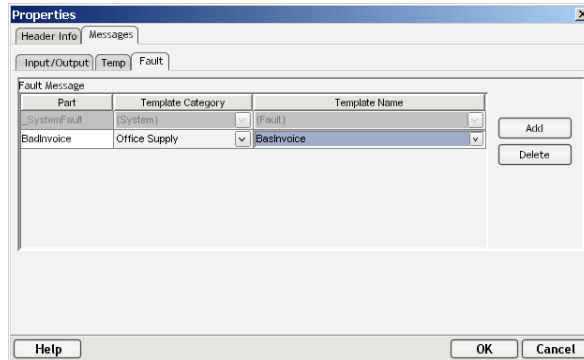 Properties
Header Info Messages
Input/Output Temp Fault
Fault Message
Part Template Category Template Name
_SystemFault {System} {Fault}
BadInvoice Office Supply BasInvoice
Add
Delete
Help OK Cancel